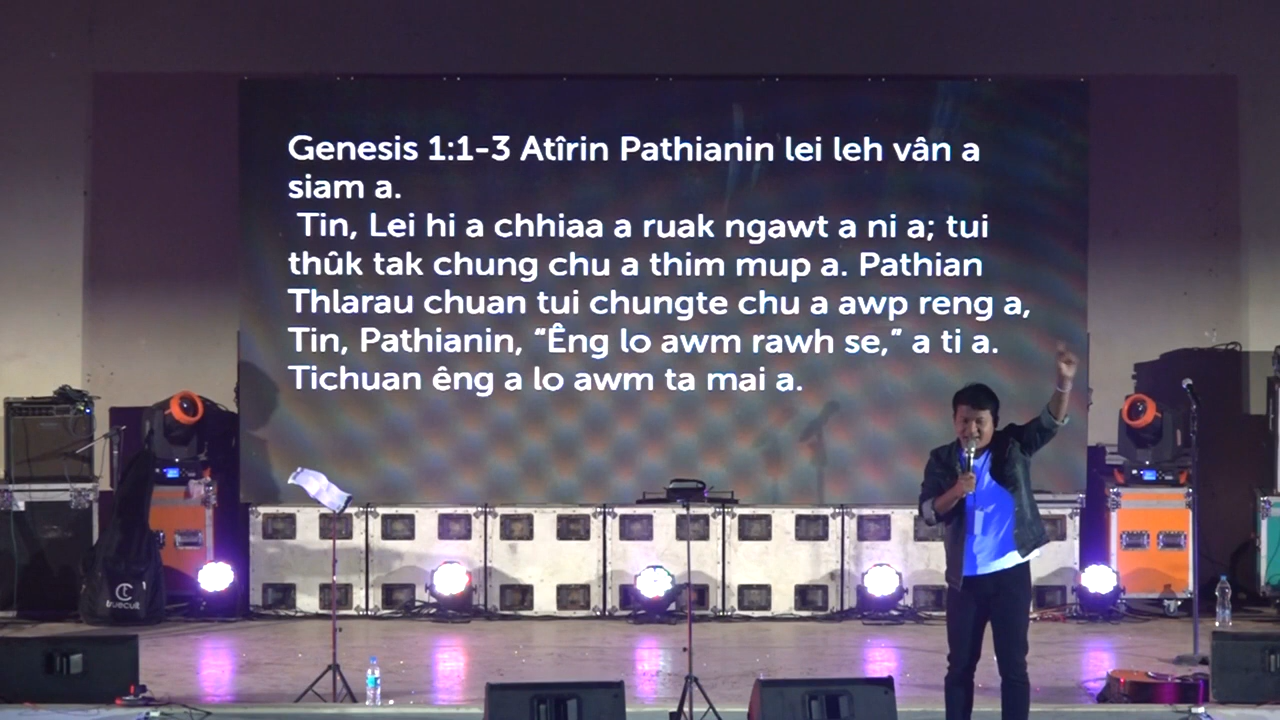 Genesis 1:1-3 Atîrin Pathianin lei leh vân a
siam a.
Tin, Lei hi a chhiaa a ruak ngawt a ni a; tui
thûk tak chung chu a thim mup a. Pathian
Thlarau chuan tui chungte chu a awp reng a,
Tin, Pathianin, “Êng lo awm rawh se,” a ti a.
Tichuan êng a lo awm ta mai a.
truecult